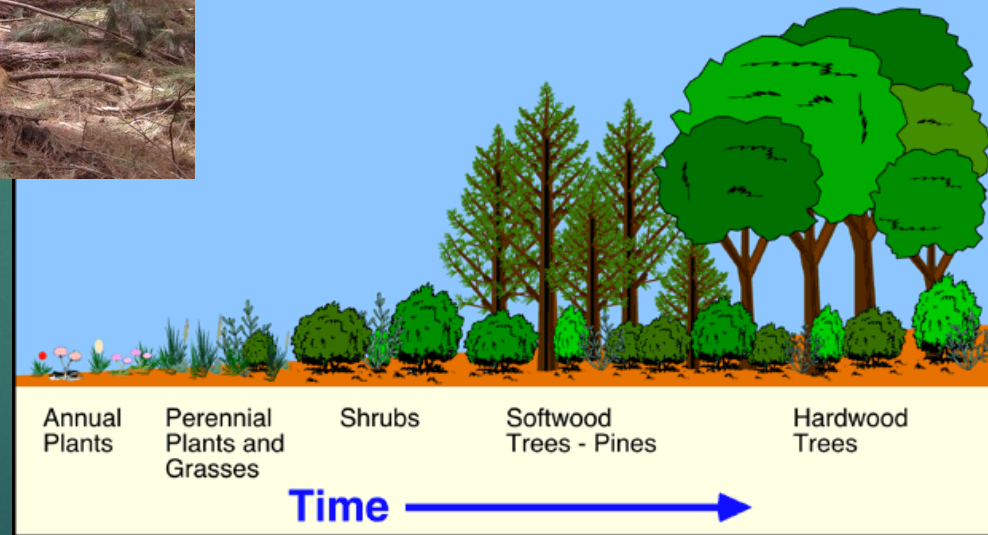 Annual
Plants
Perennial
Plants and
Grasses
Shrubs
Softwood
Trees - Pines
Hardwood
Trees
Time